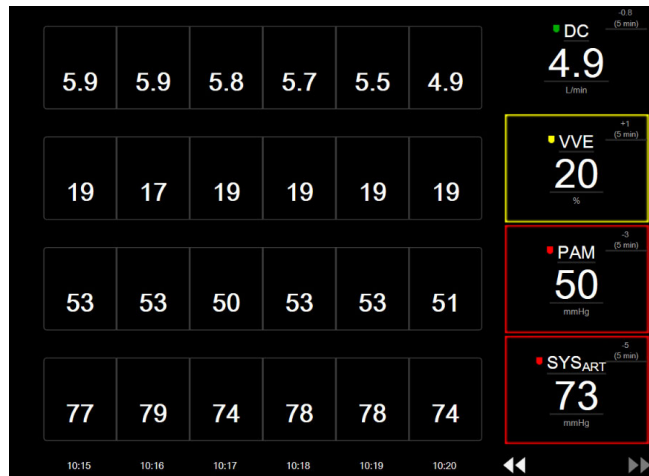 -0.8
(5 min)
DC
5.9 5.9 5.8 5.7 5.5 4.9
4.9
L/min
+1
(5 min)
VVE
19 17 19 19 19 19
20
%
-3
(5 min)
PAM
53 53 50 53 53 51
50
mmHg
-5
(5 min)
SYSART
77 79 74 78 78 74
73
mmHg
10:15 10:16 10:17 10:18 10:19 10:20